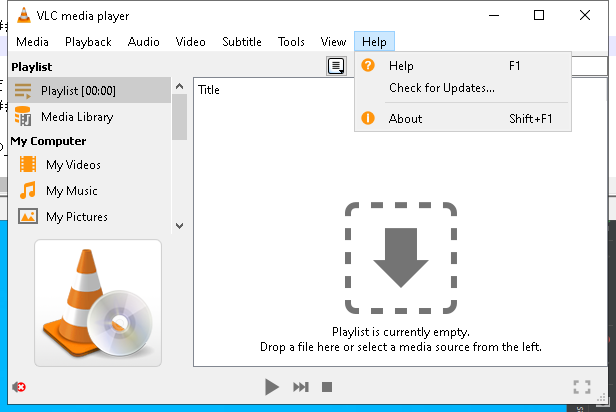 VLC media player
Media Playback Audio Video Subtitle Tools View Help
Playlist
Playlist [00:00]
Media Library
My Computer
My Videos
My Music
My Pictures
Title
Help F1
Check for Updates...
About Shift+F1
Playlist is currently empty.
Drop a file here or select a media source from the left.